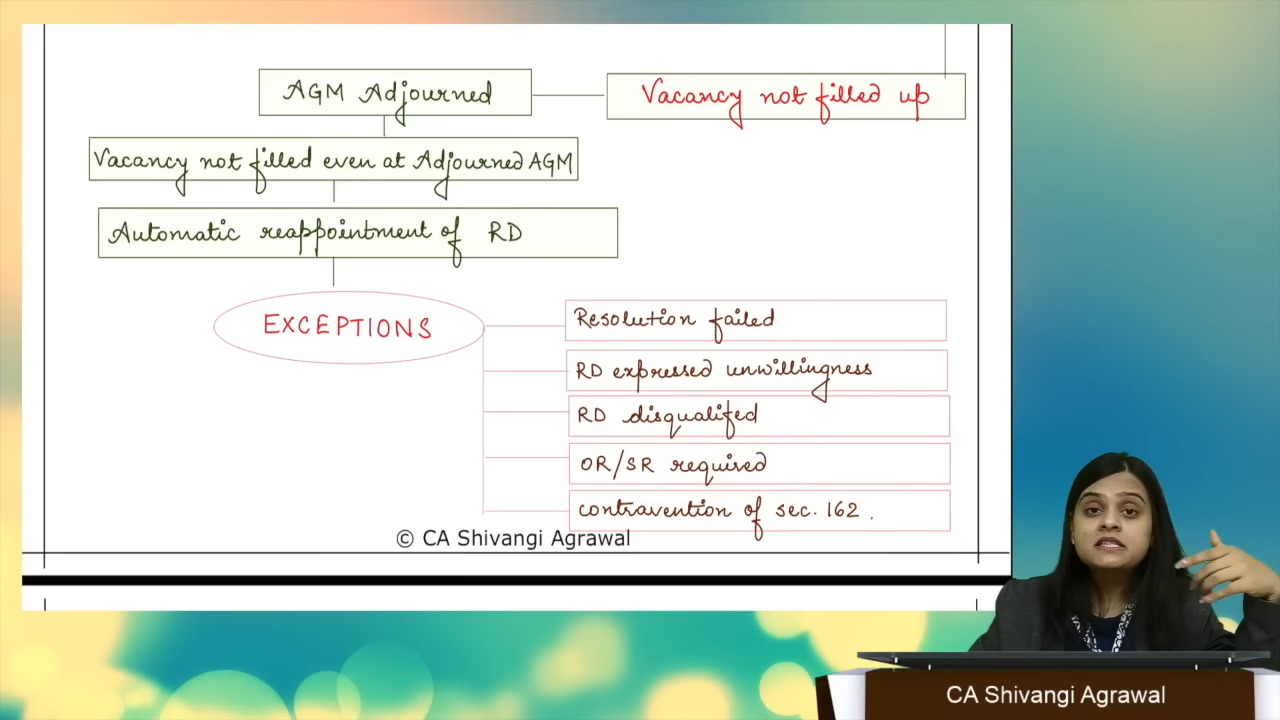 AGM Adjourned
Vacancy not filled up
Vacancy not filled even at Adjourned AGM
Automatic reappointment of RD
EXCEPTIONS
Resolution failed
RD expressed unwillingness
RD disqualifed
OR/SR required
contravention of sec. 162.
© CA Shivangi Agrawal
CA Shivangi Agrawal